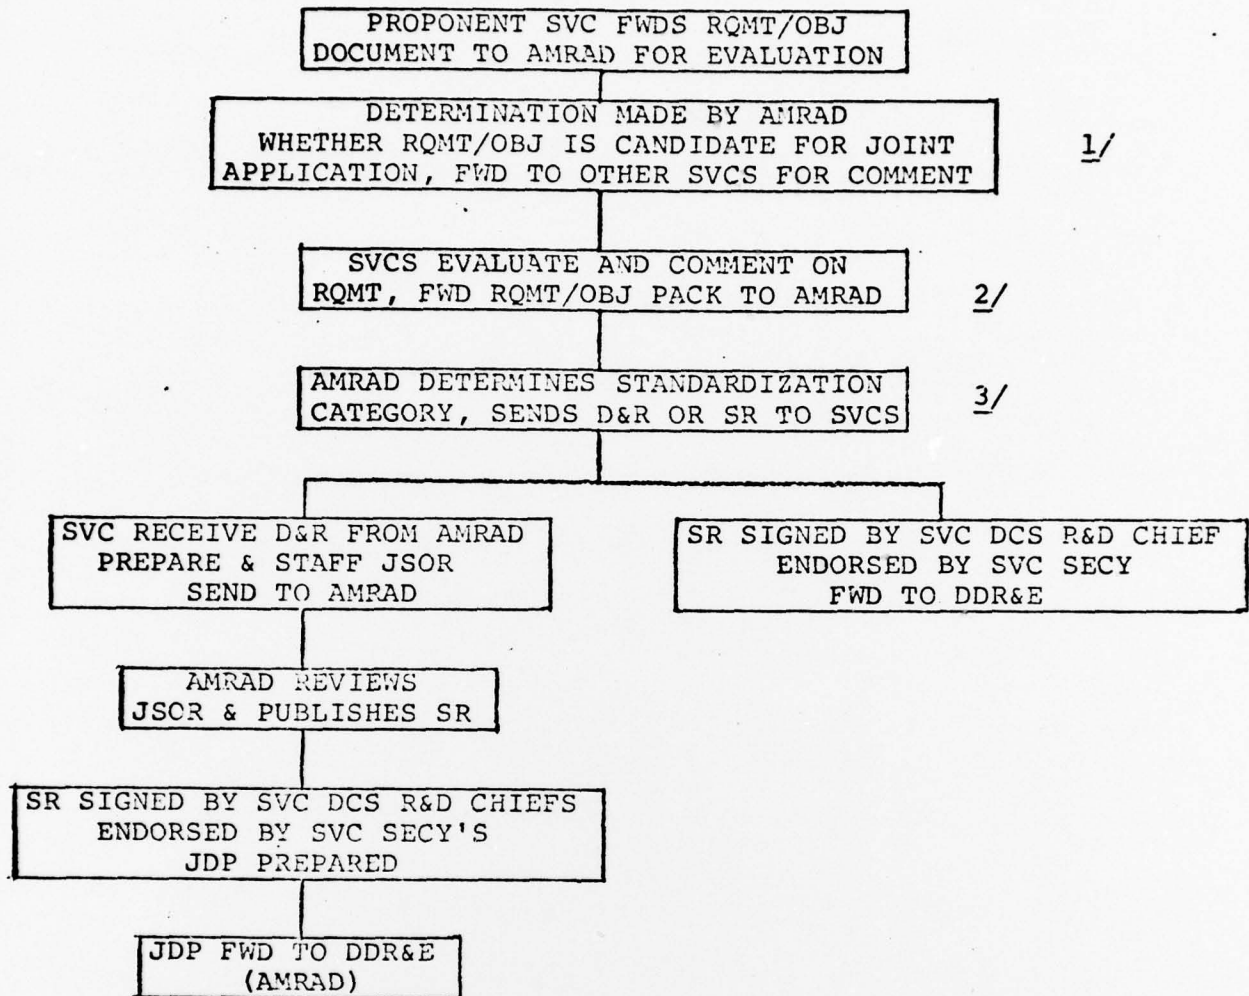 PROPONENT SVC FWDS RQMT/OBJ
DOCUMENT TO AMRAD FOR EVALUATION
DETERMINATION MADE BY AMRAD
WHETHER RQMT/OBJ IS CANDIDATE FOR JOINT
APPLICATION, FWD TO OTHER SVCS FOR COMMENT
1/
SVCS EVALUATE AND COMMENT ON
RQMT, FWD RQMT/OBJ PACK TO AMRAD
2/
AMRAD DETERMINES STANDARDIZATION
CATEGORY, SENDS D&R OR SR TO SVCS
3/
SVC RECEIVE D&R FROM AMRAD
PREPARE & STAFF JSOR
SEND TO AMRAD
SR SIGNED BY SVC DCS R&D CHIEF
ENDORSED BY SVC SECY
FWD TO DDR&E
AMRAD REVIEWS
JSOR & PUBLISHES SR
SR SIGNED BY SVC DCS R&D CHIEFS
ENDORSED BY SVC SECY'S
JDP PREPARED
JDP FWD TO DDR&E
(AMRAD)